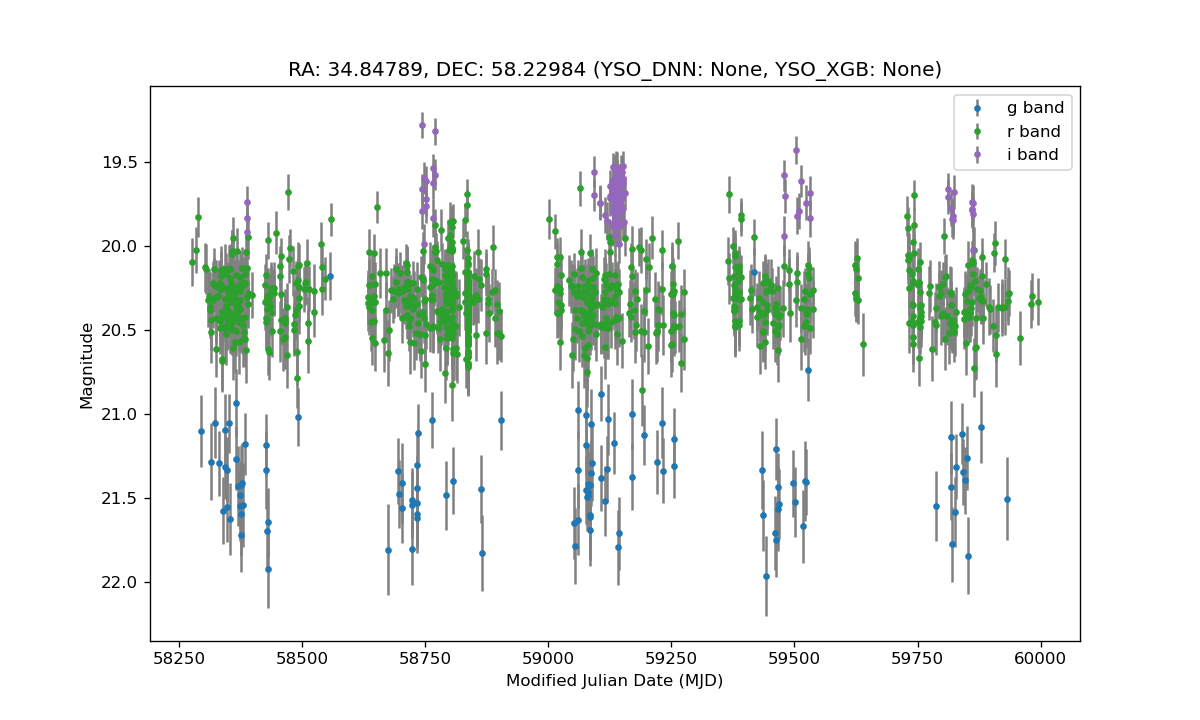 RA: 34.84789, DEC: 58.22984 (YSO_DNN: None, YSO_XGB: None)
g band
r band
i band
19.5
20.0
20.5
21.0
21.5
22.0
Magnitude
58250 58500 58750 59000 59250 59500 59750 60000
Modified Julian Date (MJD)